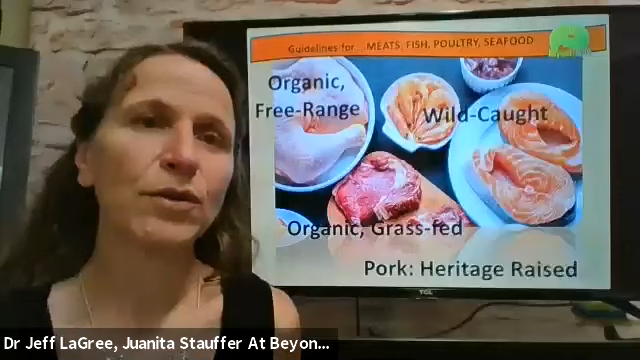 Guidelines for... MEATS, FISH, POULTRY, SEAFOOD
Organic,
Free-Range
Wild-Caught
Organic, Grass-fed
Pork: Heritage Raised
TCL
Dr Jeff LaGree, Juanita Stauffer At Beyon...